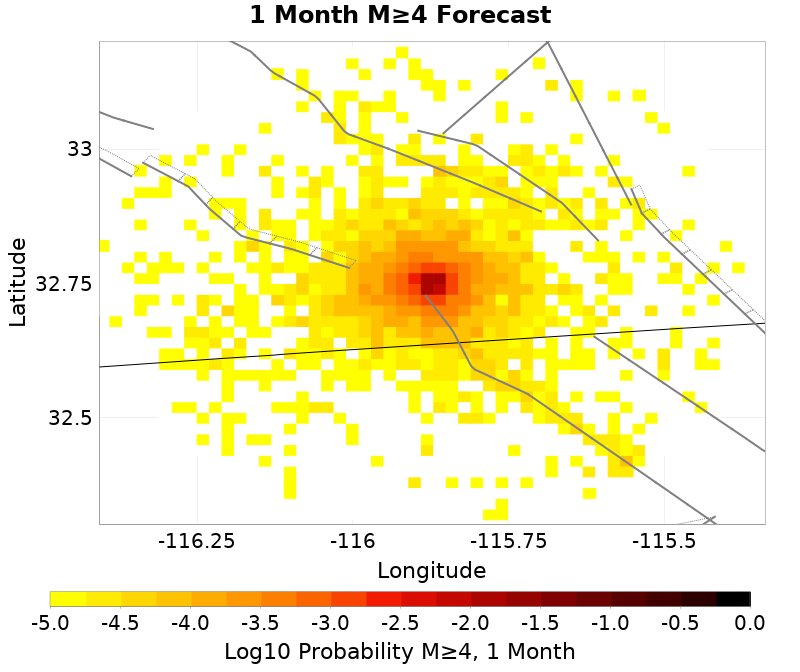 1 Month M≥4 Forecast
33
32.75
32.5
Latitude
-116.25 -116 -115.75 -115.5
Longitude
-5.0 -4.5 -4.0 -3.5 -3.0 -2.5 -2.0 -1.5 -1.0 -0.5 0.0
Log10 Probability M≥4, 1 Month